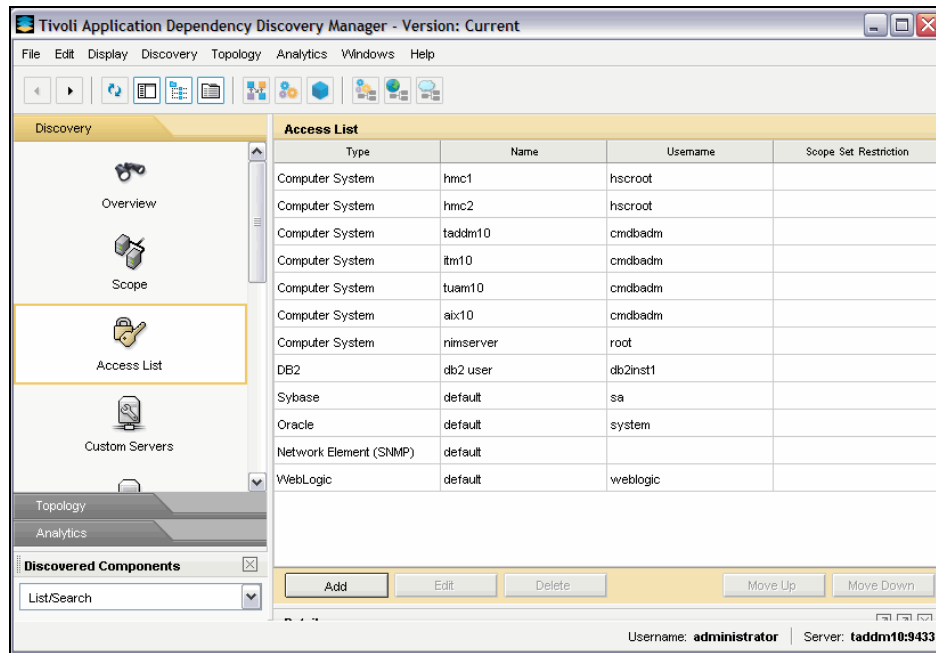 Tivoli Application Dependency Discovery Manager - Version: Current
File Edit Display Discovery Topology Analytics Windows Help
Discovery
Overview
Scope
Access List
Custom Servers
Topology
Analytics
Discovered Components
List/Search
Access List
Type Name Username Scope Set Restriction
Computer System hmc1 hscroot
Computer System hmc2 hscroot
Computer System taddm10 cmdbadm
Computer System itm10 cmdbadm
Computer System tuam10 cmdbadm
Computer System aix10 cmdbadm
Computer System nimserver root
DB2 db2 user db2inst1
Sybase default sa
Oracle default system
Network Element (SNMP) default
WebLogic default weblogic
Add Edit Delete Move Up Move Down
Username: administrator Server: taddm10:9433